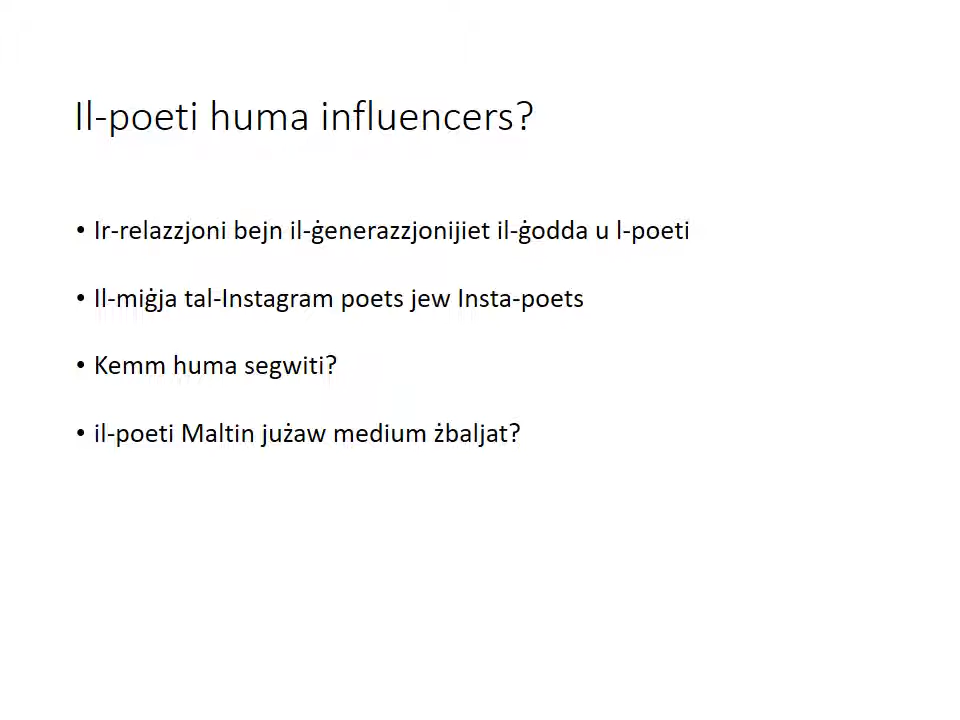 Il-poeti huma influencers?
• Ir-relazzjoni bejn il-ġenerazzjonijiet il-ġodda u l-poeti
• Il-miġja tal-Instagram poets jew Insta-poets
• Kemm huma segwiti?
• il-poeti Maltin jużaw medium żbaljat?